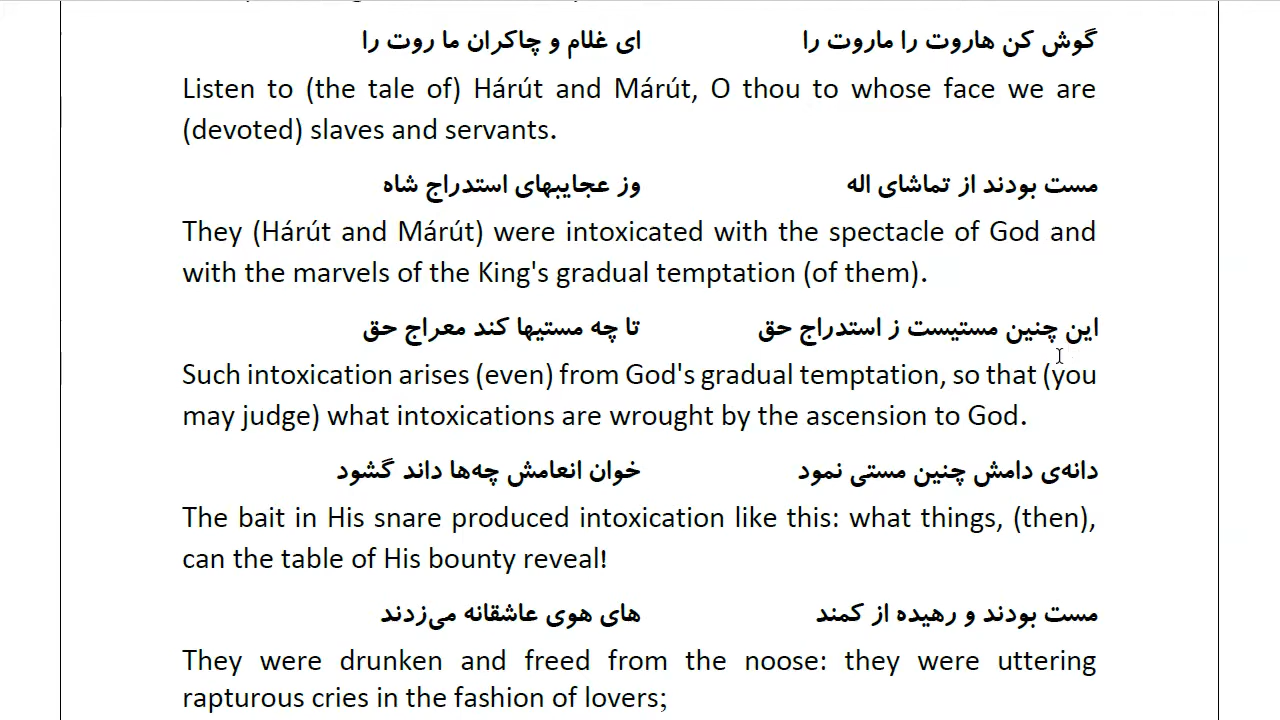 گوش کن هاروت را ماروت را ای غلام و چاکران ما روت را
Listen to (the tale of) Hárút and Márút, O thou to whose face we are
(devoted) slaves and servants.
مست بودند از تماشای اله وز عجایبهای استدراج شاه
They (Hárút and Márút) were intoxicated with the spectacle of God and
with the marvels of the King's gradual temptation (of them).
این چنین مستیست ز استدراج حق تا چه مستیها کند معراج حق
Such intoxication arises (even) from God's gradual temptation, so that (you
may judge) what intoxications are wrought by the ascension to God.
دانه‌ی دامش چنین مستی نمود خوان انعامش چه‌ها داند گشود
The bait in His snare produced intoxication like this: what things, (then),
can the table of His bounty reveal!
مست بودند و رهیده از کمند های هوی عاشقانه می‌زدند
They were drunken and freed from the noose: they were uttering
rapturous cries in the fashion of lovers;